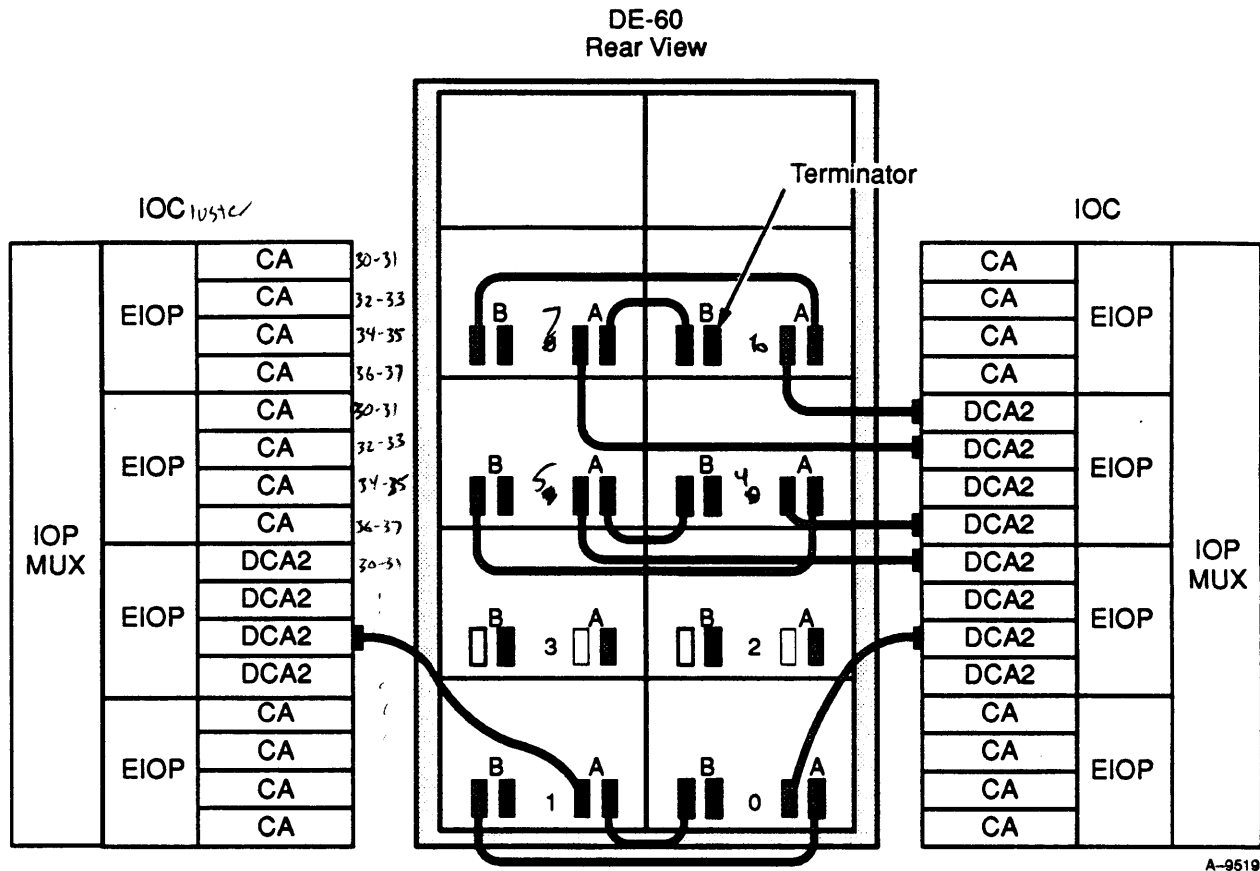 DE-60
Rear View
Terminator
IOCluster
IOC
IOP MUX
EIOP
CA 30-31
CA 32-33
CA 34-35
CA 36-37
EIOP
CA 30-31
CA 32-33
CA 34-35
CA 36-37
EIOP
DCA2 30-31
DCA2
DCA2
DCA2
EIOP
CA
CA
CA
CA
B 7 A B A
B 5 A B 4 A
B 3 A B 2 A
B 1 A B 0 A
CA
CA
CA
CA
EIOP
DCA2
DCA2
DCA2
DCA2
EIOP
DCA2
DCA2
DCA2
DCA2
EIOP
CA
CA
CA
CA
EIOP
IOP MUX
A-9519